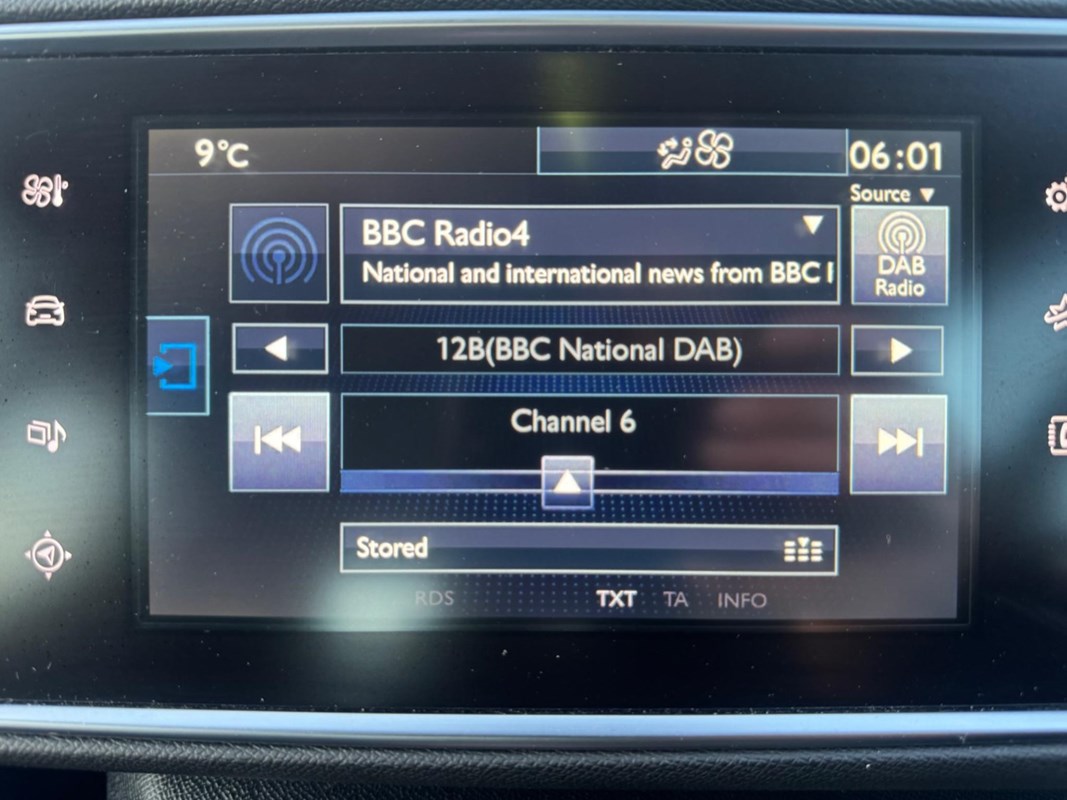 9°C
06:01
Source
BBC Radio4
National and international news from BBC
DAB
Radio
12B(BBC National DAB)
Channel 6
Stored
RDS TXT TA INFO